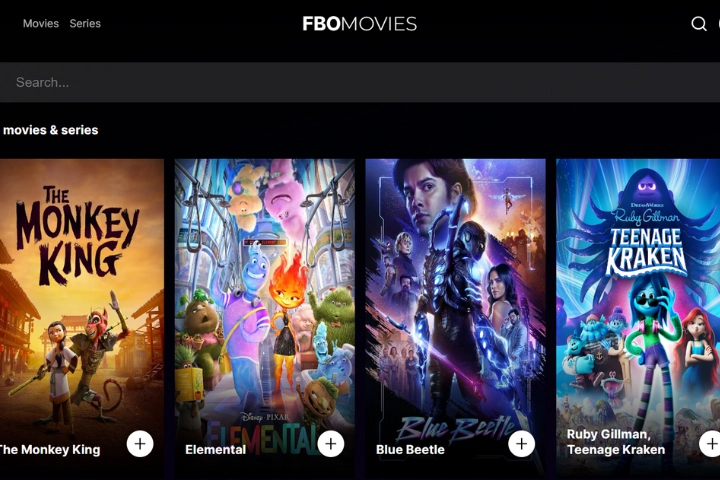 Movies Series
FBOMOVIES
Search...
movies & series
THE
MONKEY
KING
The Monkey King
Disney PIXAR
ELEMENTAL
Elemental
Blue Beetle
Blue Beetle
DREAMWORKS
Ruby Gillman
TEENAGE
KRAKEN
Ruby Gillman,
Teenage Kraken